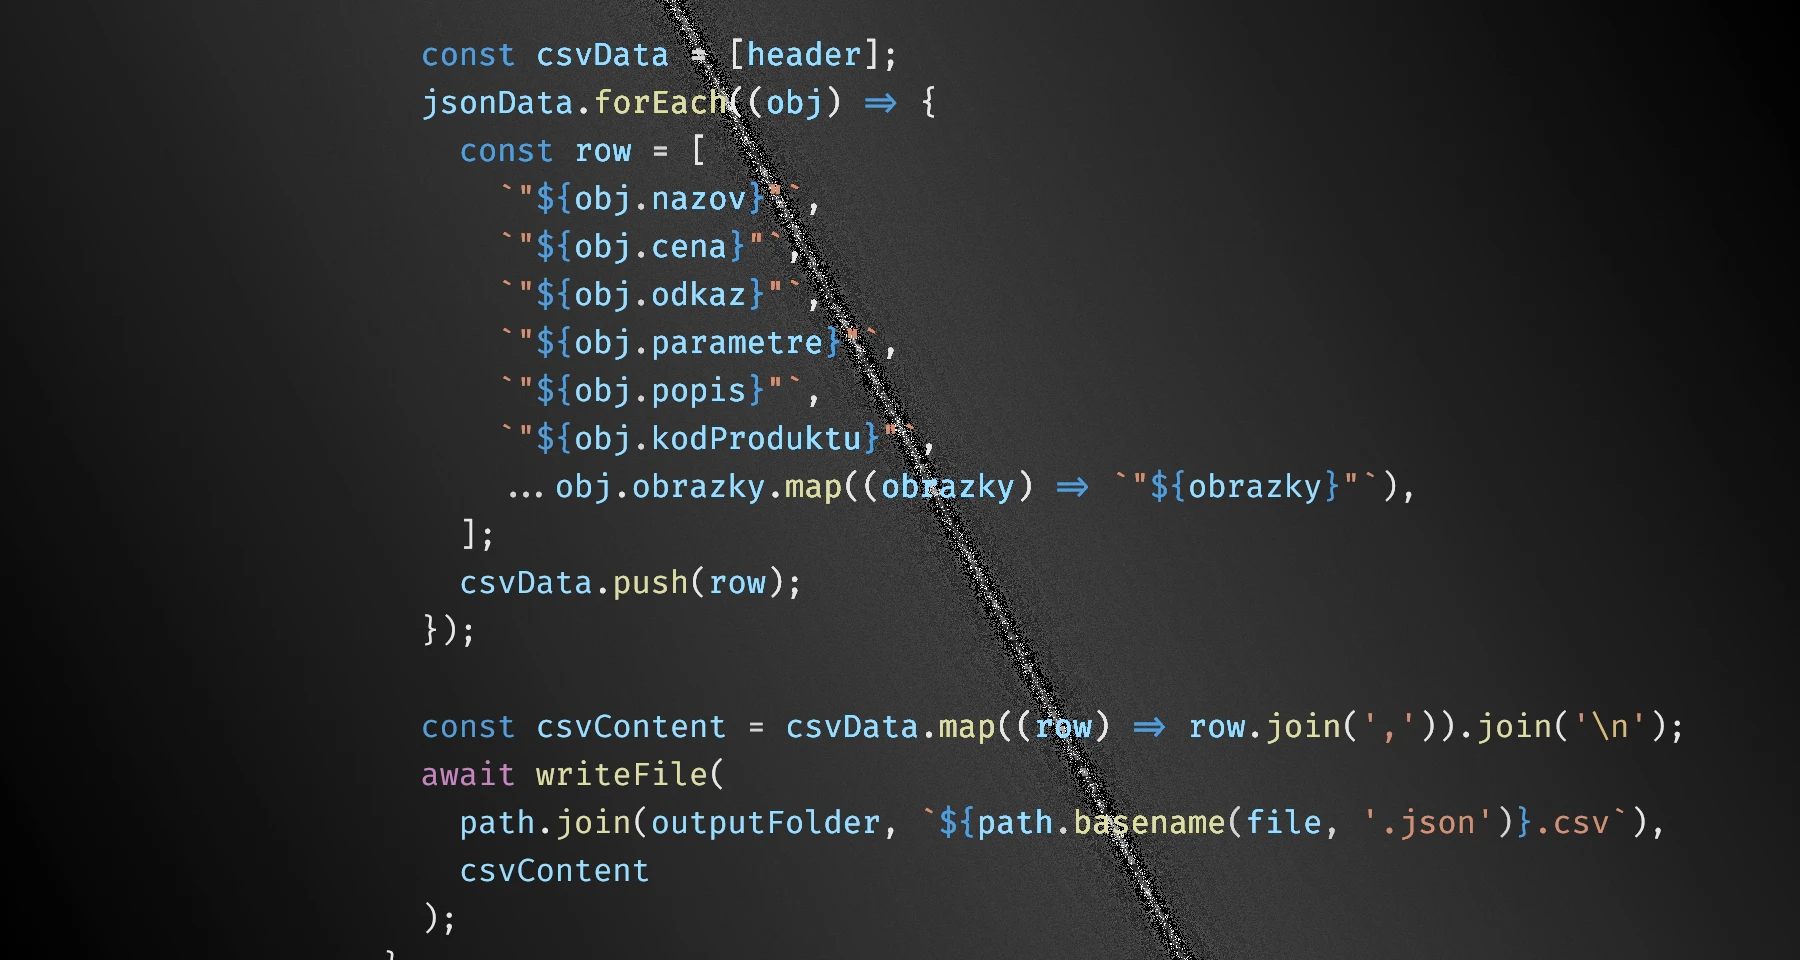 const csvData = [header];
jsonData.forEach((obj) => {
const row = [
`"${obj.nazov}"`,
`"${obj.cena}"`,
`"${obj.odkaz}"`,
`"${obj.parametre}"`,
`"${obj.popis}"`,
`"${obj.kodProduktu}"`,
...obj.obrazky.map((obrazky) => `"${obrazky}"`),
];
csvData.push(row);
});
const csvContent = csvData.map((row) => row.join(',')).join('\n');
await writeFile(
path.join(outputFolder, `${path.basename(file, '.json')}.csv`),
csvContent
);
}